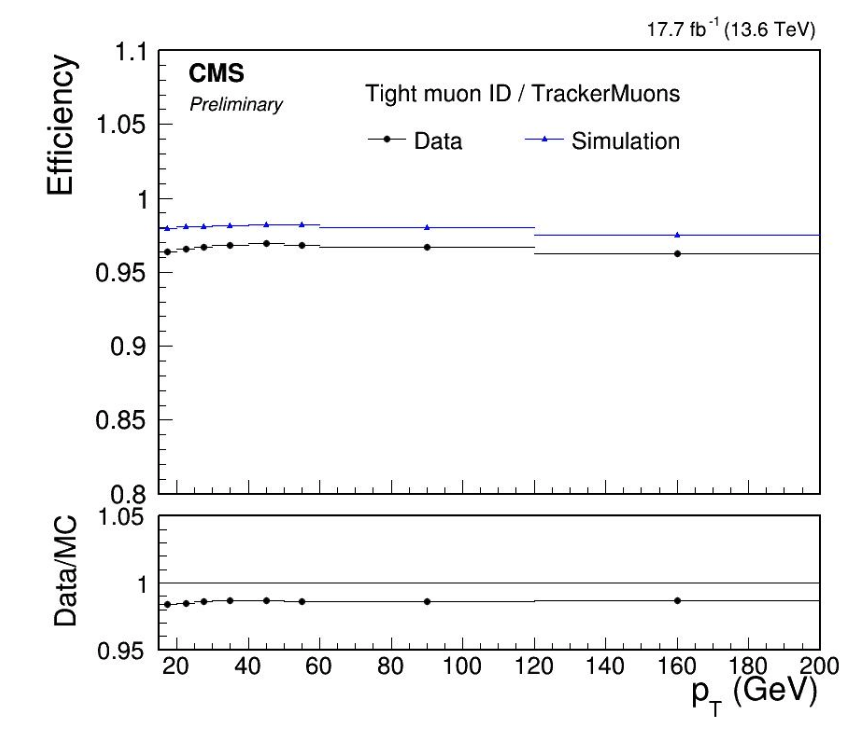 17.7 fb⁻¹ (13.6 TeV)
CMS
Preliminary
Tight muon ID / TrackerMuons
Data
Simulation
Efficiency
1.1
1.05
1
0.95
0.9
0.85
0.8
Data/MC
1.05
1
0.95
20 40 60 80 100 120 140 160 180 200
p_T (GeV)